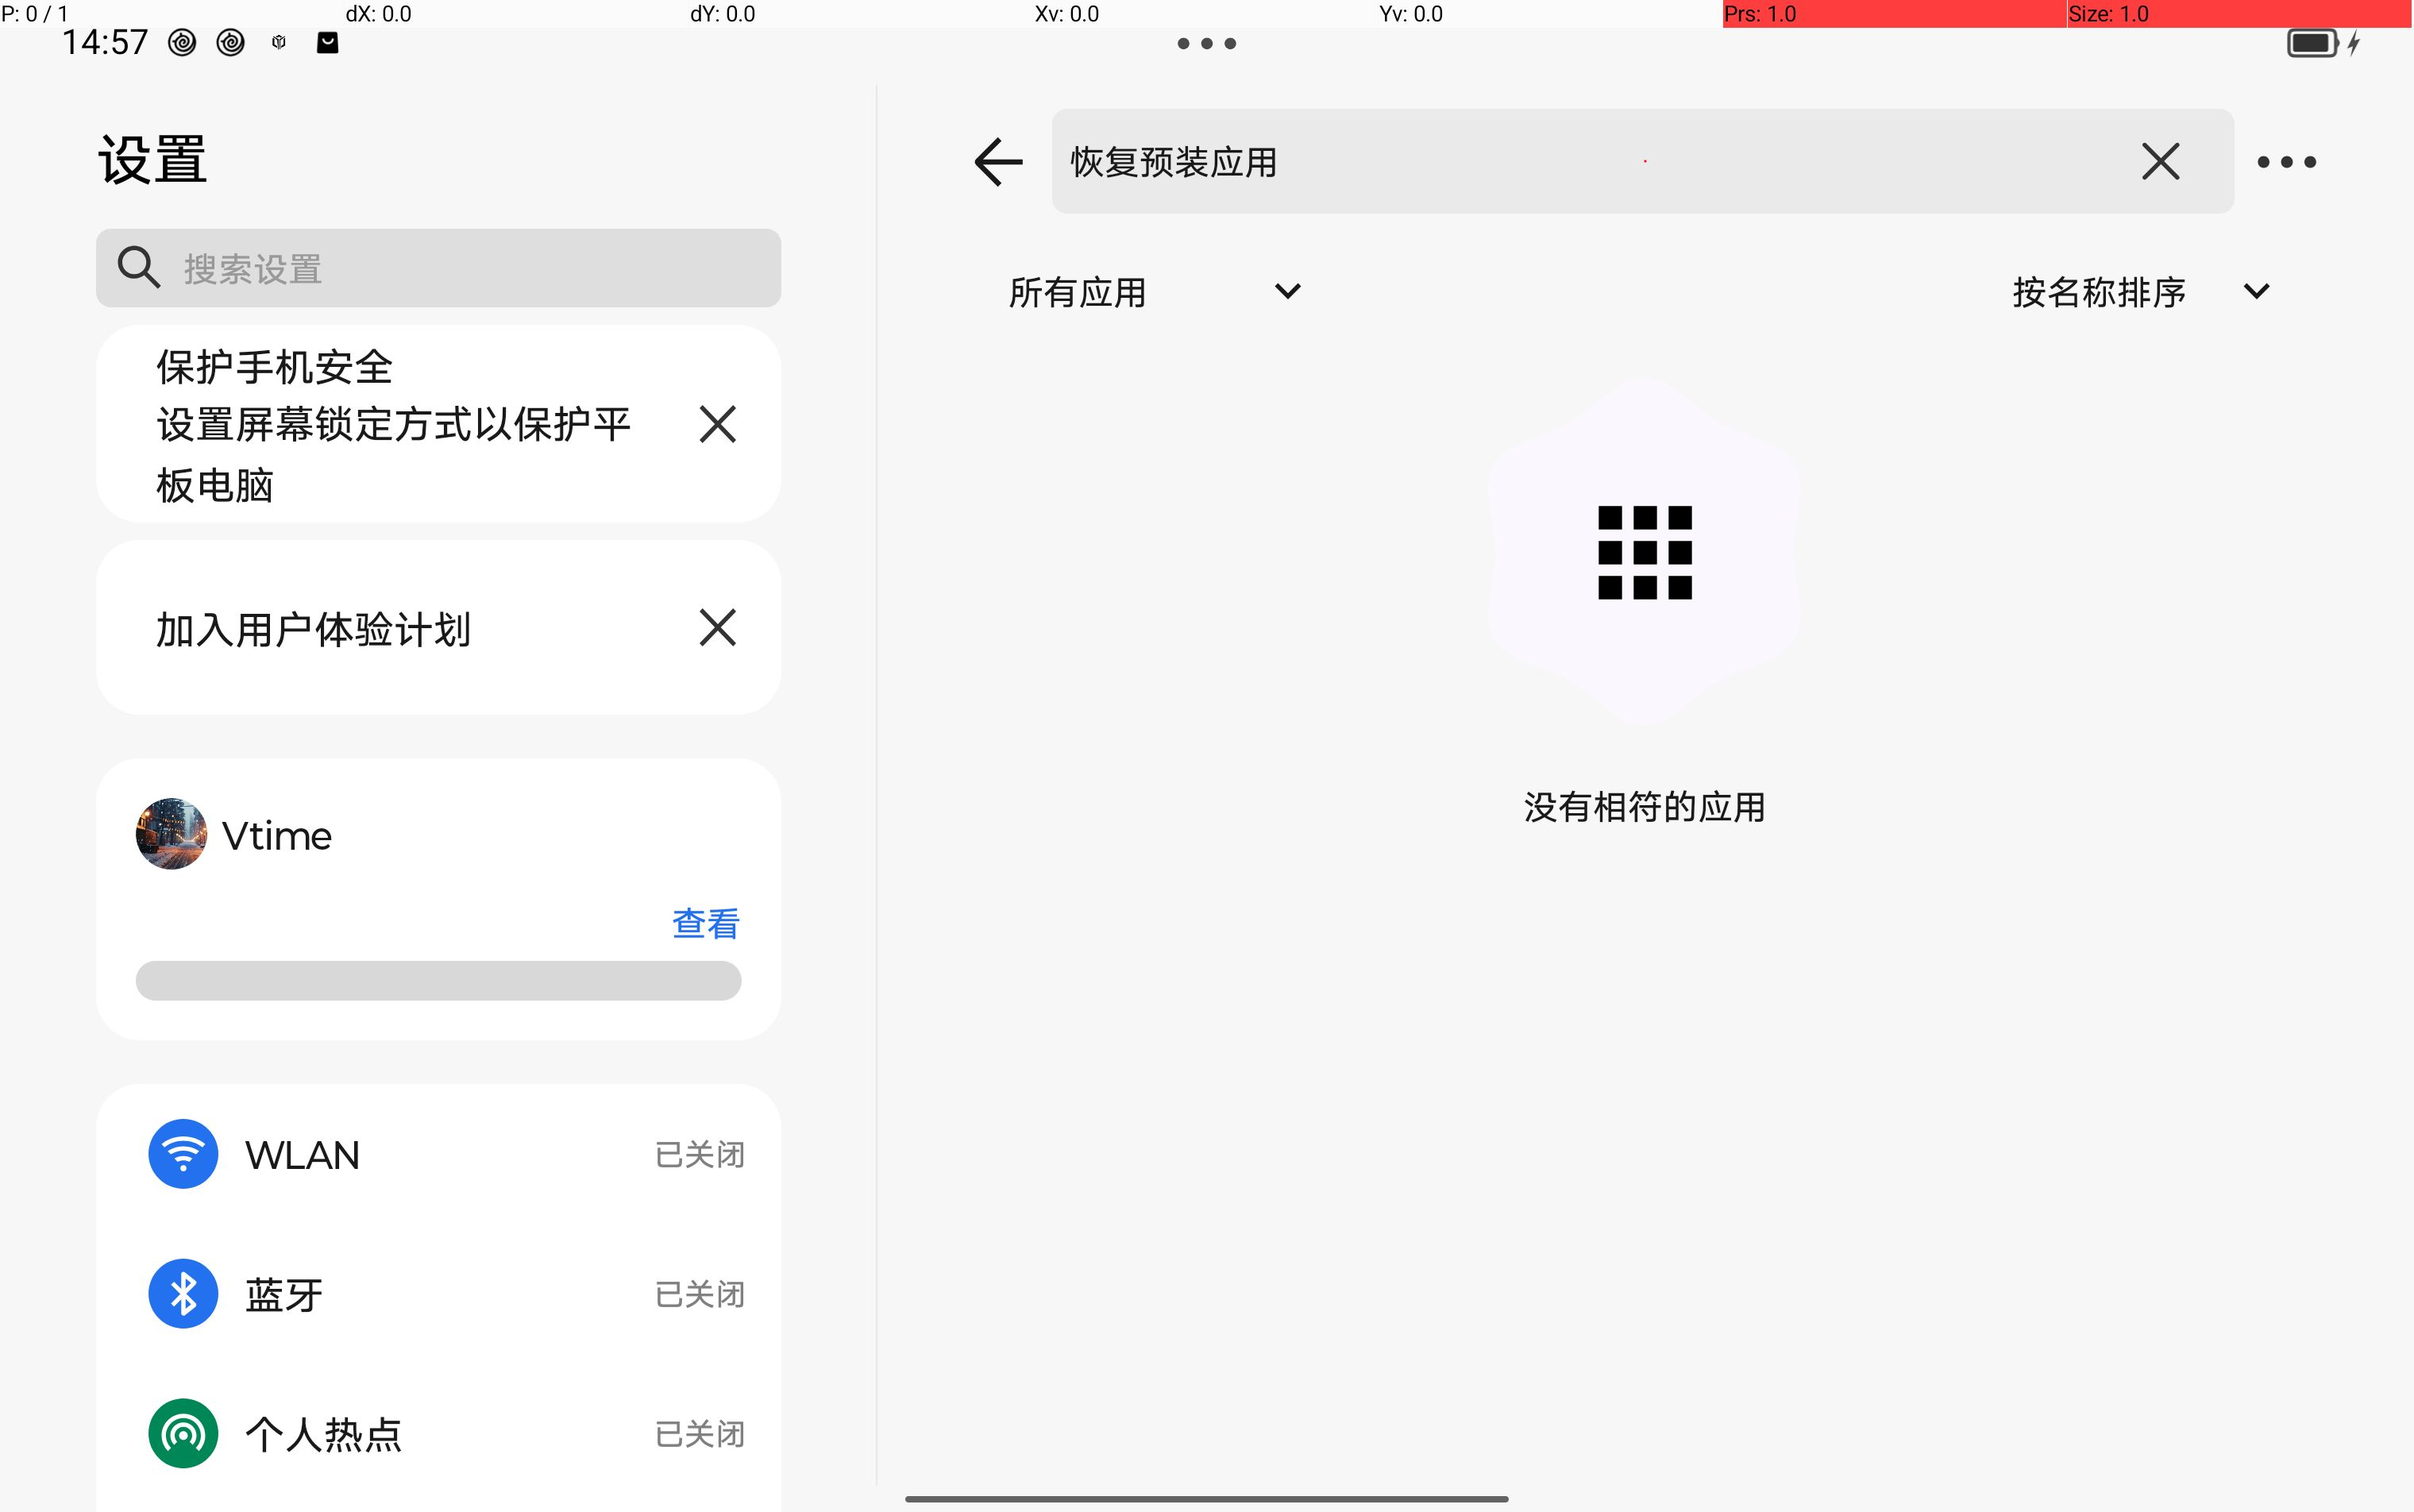 P: 0 / 1
dX: 0.0
dY: 0.0
Xv: 0.0
Yv: 0.0
Prs: 1.0
Size: 1.0
14:57
设置
搜索设置
保护手机安全
设置屏幕锁定方式以保护平
板电脑
加入用户体验计划
Vtime
查看
WLAN
已关闭
蓝牙
已关闭
个人热点
已关闭
恢复预装应用
所有应用
按名称排序
没有相符的应用